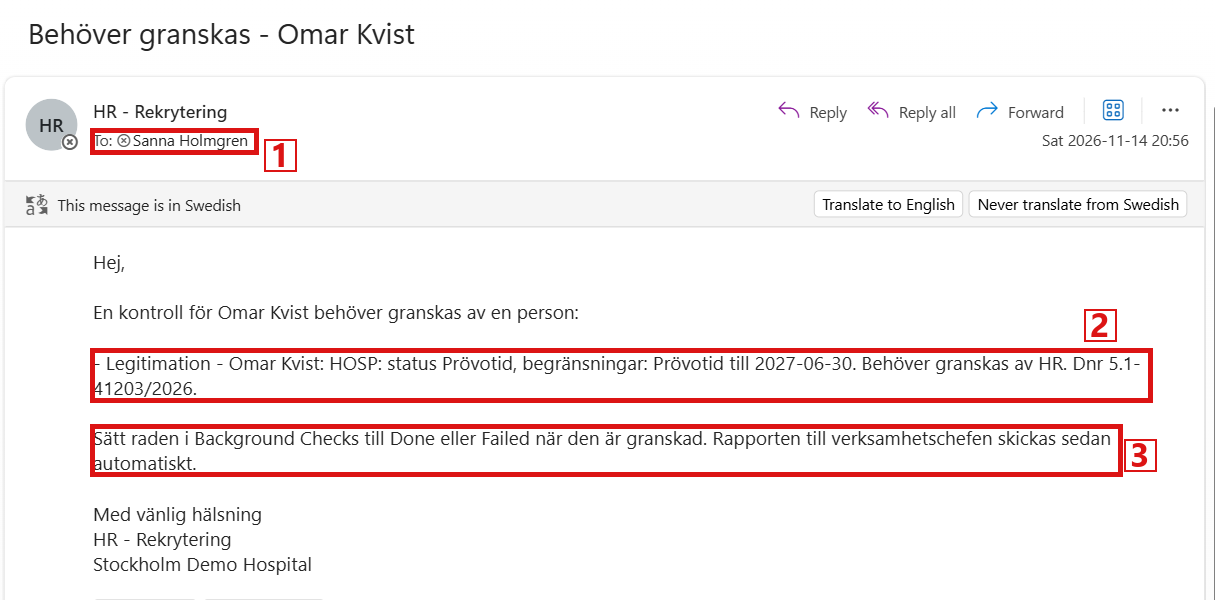 Behöver granskas - Omar Kvist
HR
HR - Rekrytering
To: Sanna Holmgren
1
Reply
Reply all
Forward
Sat 2026-11-14 20:56
This message is in Swedish
Translate to English
Never translate from Swedish
Hej,
En kontroll för Omar Kvist behöver granskas av en person:
2
- Legitimation - Omar Kvist: HOSP: status Prövotid, begränsningar: Prövotid till 2027-06-30. Behöver granskas av HR. Dnr 5.1-
41203/2026.
Sätt raden i Background Checks till Done eller Failed när den är granskad. Rapporten till verksamhetschefen skickas sedan
automatiskt.
3
Med vänlig hälsning
HR - Rekrytering
Stockholm Demo Hospital